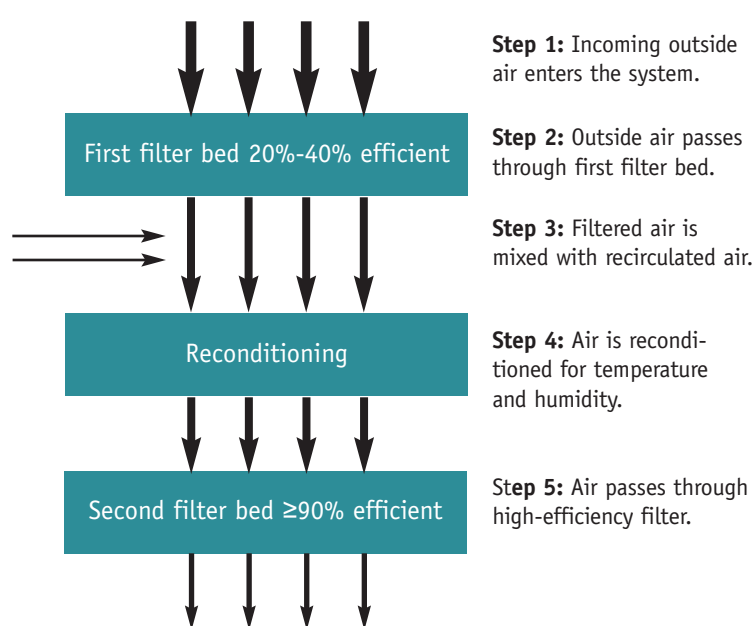 Step 1: Incoming outside
air enters the system.
First filter bed 20%-40% efficient
Step 2: Outside air passes
through first filter bed.
Step 3: Filtered air is
mixed with recirculated air.
Reconditioning
Step 4: Air is recondi-
tioned for temperature
and humidity.
Second filter bed ≥90% efficient
Step 5: Air passes through
high-efficiency filter.